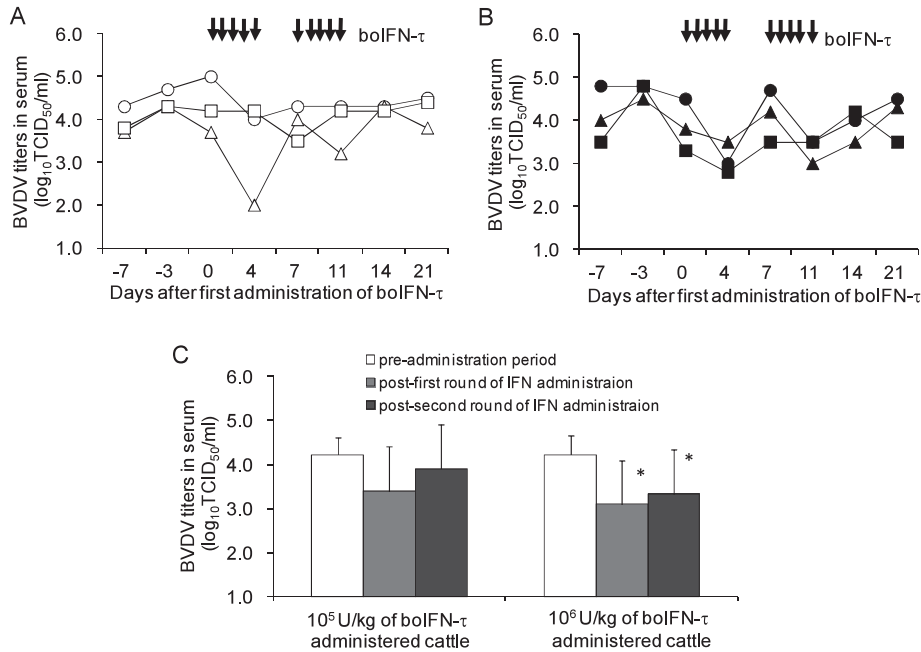 A
boIFN-τ
BVDV titers in serum
(log₁₀TCID₅₀/ml)
6.0
5.0
4.0
3.0
2.0
1.0
-7 -3 0 4 7 11 14 21
Days after first administration of boIFN-τ
B
boIFN-τ
BVDV titers in serum
(log₁₀TCID₅₀/ml)
6.0
5.0
4.0
3.0
2.0
1.0
-7 -3 0 4 7 11 14 21
Days after first administration of boIFN-τ
C
pre-administration period
post-first round of IFN administraion
post-second round of IFN administraion
BVDV titers in serum
(log₁₀TCID₅₀/ml)
6.0
5.0
4.0
3.0
2.0
1.0
* *
10⁵ U/kg of boIFN-τ
administered cattle
10⁶ U/kg of boIFN-τ
administered cattle